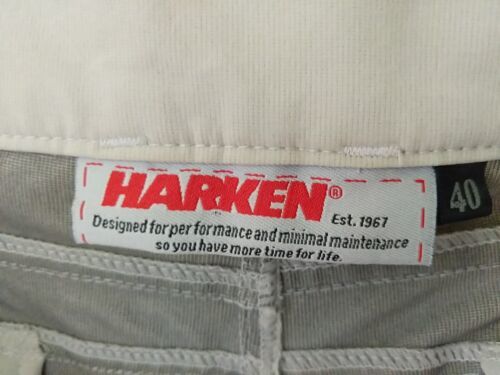 HARKEN®
Est. 1967
40
Designed for performance and minimal maintenance
so you have more time for life.